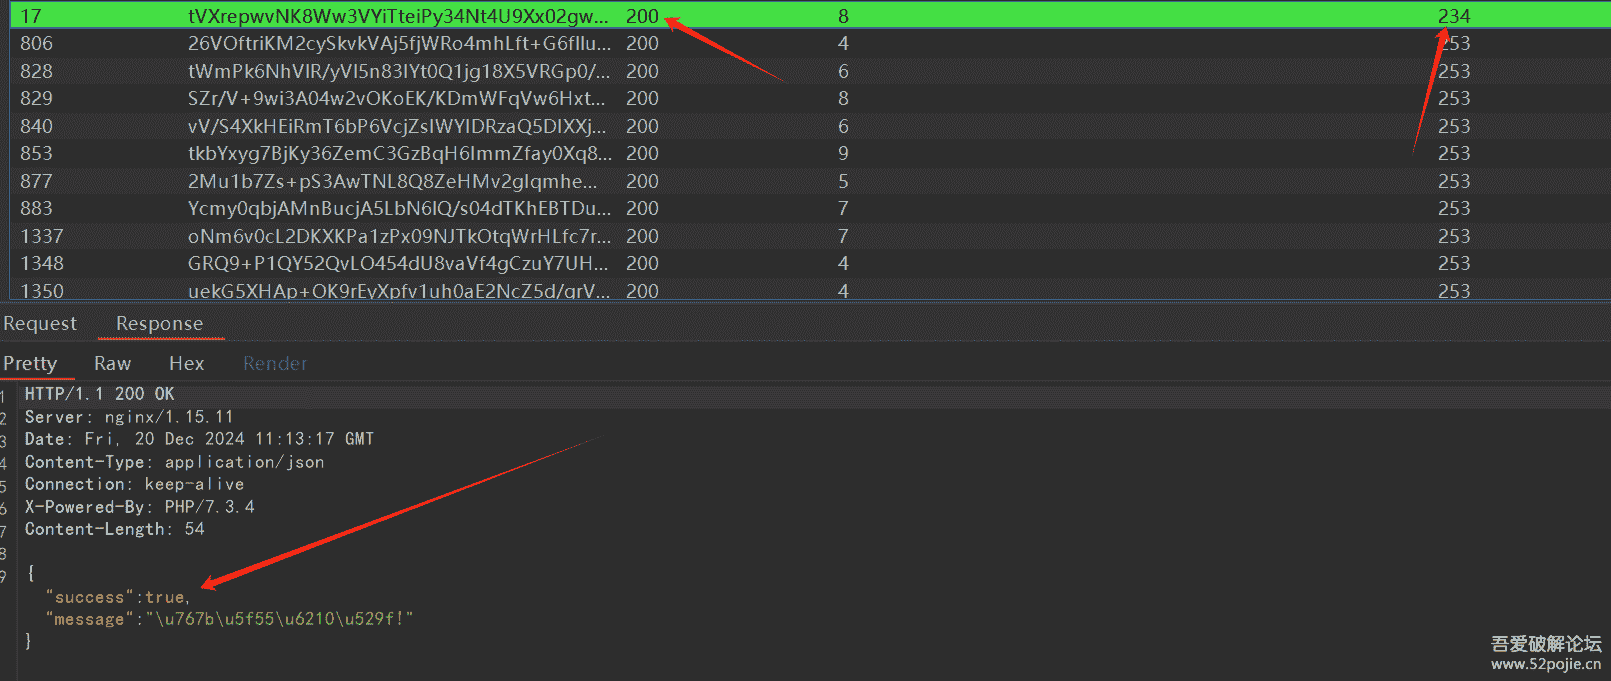 17 tVXrepwvNK8Ww3VYiTteiPy34Nt4U9Xx02gw... 200 8 234
806 26VOftriKM2cySkvkVAj5fjWRo4mhLft+G6fllu... 200 4 253
828 tWmPk6NhVIR/yVI5n83IYt0Q1jg18X5VRGp0/... 200 6 253
829 SZr/V+9wi3A04w2vOKoEK/KDmWFqVw6Hxt... 200 8 253
840 vV/S4XkHEiRmT6bP6VcjZsIWYIDRzaQ5DIXXj... 200 6 253
853 tkbYxyg7BjKy36ZemC3GzBqH6ImmZfay0Xq8... 200 9 253
877 2Mu1b7Zs+pS3AwTNL8Q8ZeHMv2gIqmhe... 200 5 253
883 Ycmy0qbjAMnBucjA5LbN6IQ/s04dTKhEBTDu... 200 7 253
1337 oNm6v0cL2DKXKPa1zPx09NJTkOtqWrHLfc7r... 200 7 253
1348 GRQ9+P1QY52QvLO454dU8vaVf4gCzuY7UH... 200 4 253
1350 uekG5XHAp+OK9rEyXpfv1uh0aE2NcZ5d/qrV... 200 4 253
Request Response
Pretty Raw Hex Render
1 HTTP/1.1 200 OK
2 Server: nginx/1.15.11
3 Date: Fri, 20 Dec 2024 11:13:17 GMT
4 Content-Type: application/json
5 Connection: keep-alive
6 X-Powered-By: PHP/7.3.4
7 Content-Length: 54
8
9 {
"success":true,
"message":"\u767b\u5f55\u6210\u529f!"
}
吾爱破解论坛
www.52pojie.cn